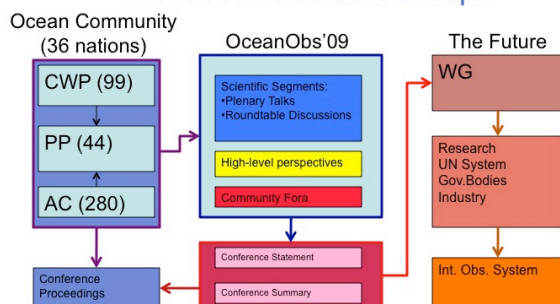 Ocean Community
(36 nations)
CWP (99)
PP (44)
AC (280)
Conference
Proceedings
OceanObs'09
Scientific Segments:
•Plenary Talks
•Roundtable Discussions
High-level perspectives
Community Fora
Conference Statement
Conference Summary
The Future
WG
Research
UN System
Gov.Bodies
Industry
Int. Obs. System